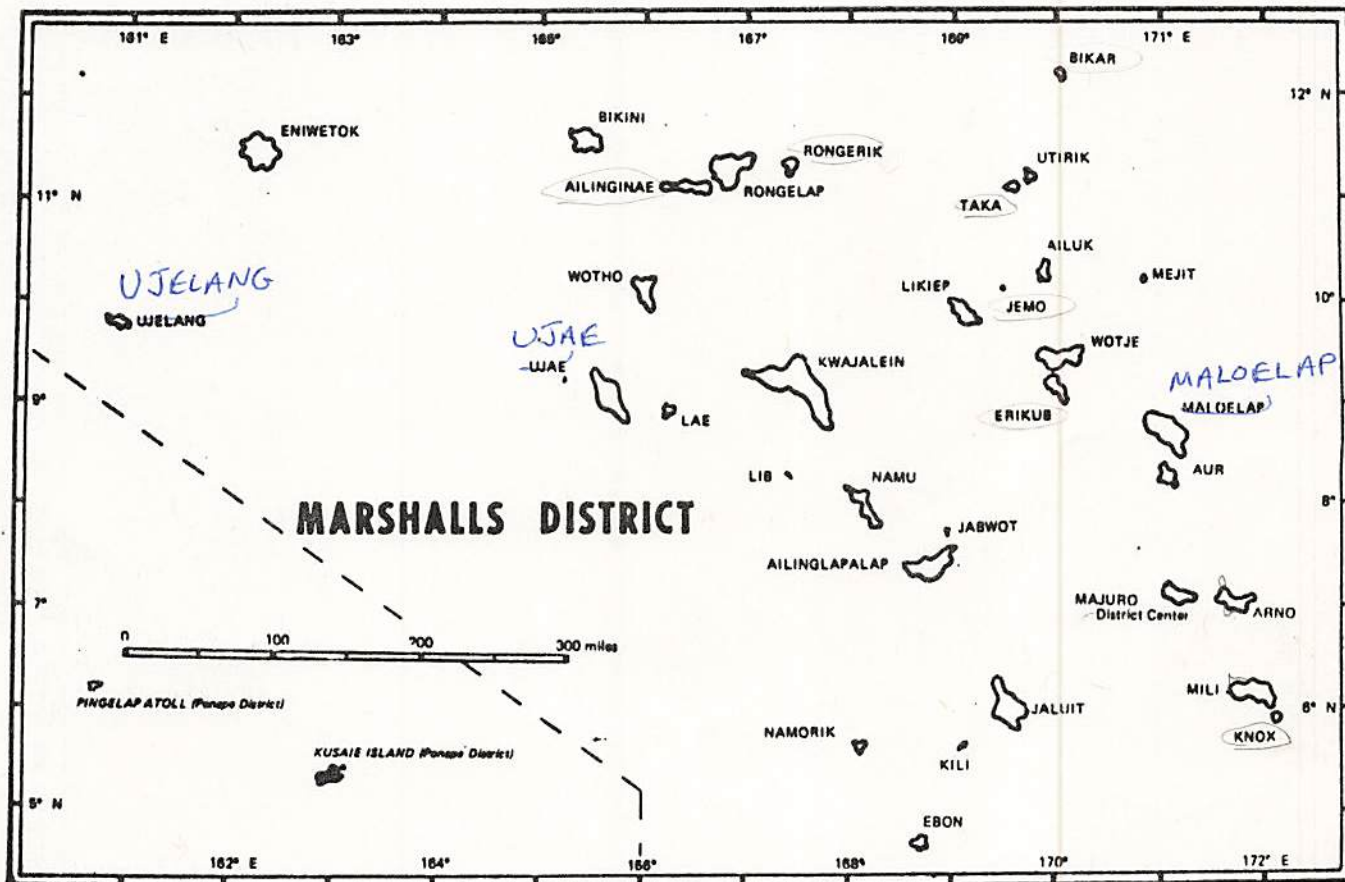 161° E 163° 165° 167° 169° 171° E
BIKAR
12° N
ENIWETOK
BIKINI
RONGERIK
UTIRIK
AILINGINAE
RONGELAP
11° N
TAKA
AILUK
UJELANG
WOTHO
LIKIEP
MEJIT
JEMO
10° N
UJELANG
UJAE
WOTJE
UJAE
KWAJALEIN
MALOELAP
9° N
LAE
ERIKUB
MALOELAP
LIB
NAMU
AUR
MARSHALLS DISTRICT
8° N
JABWOT
AILINGLAPALAP
7° N
MAJURO
District Center
ARNO
0 100 200 300 miles
PINGELAP ATOLL (Ponape District)
MILI
6° N
JALUIT
NAMORIK
KILI
KNOX
KUSAIE ISLAND (Ponape District)
5° N
EBON
162° E 164° 166° 168° 170° 172° E